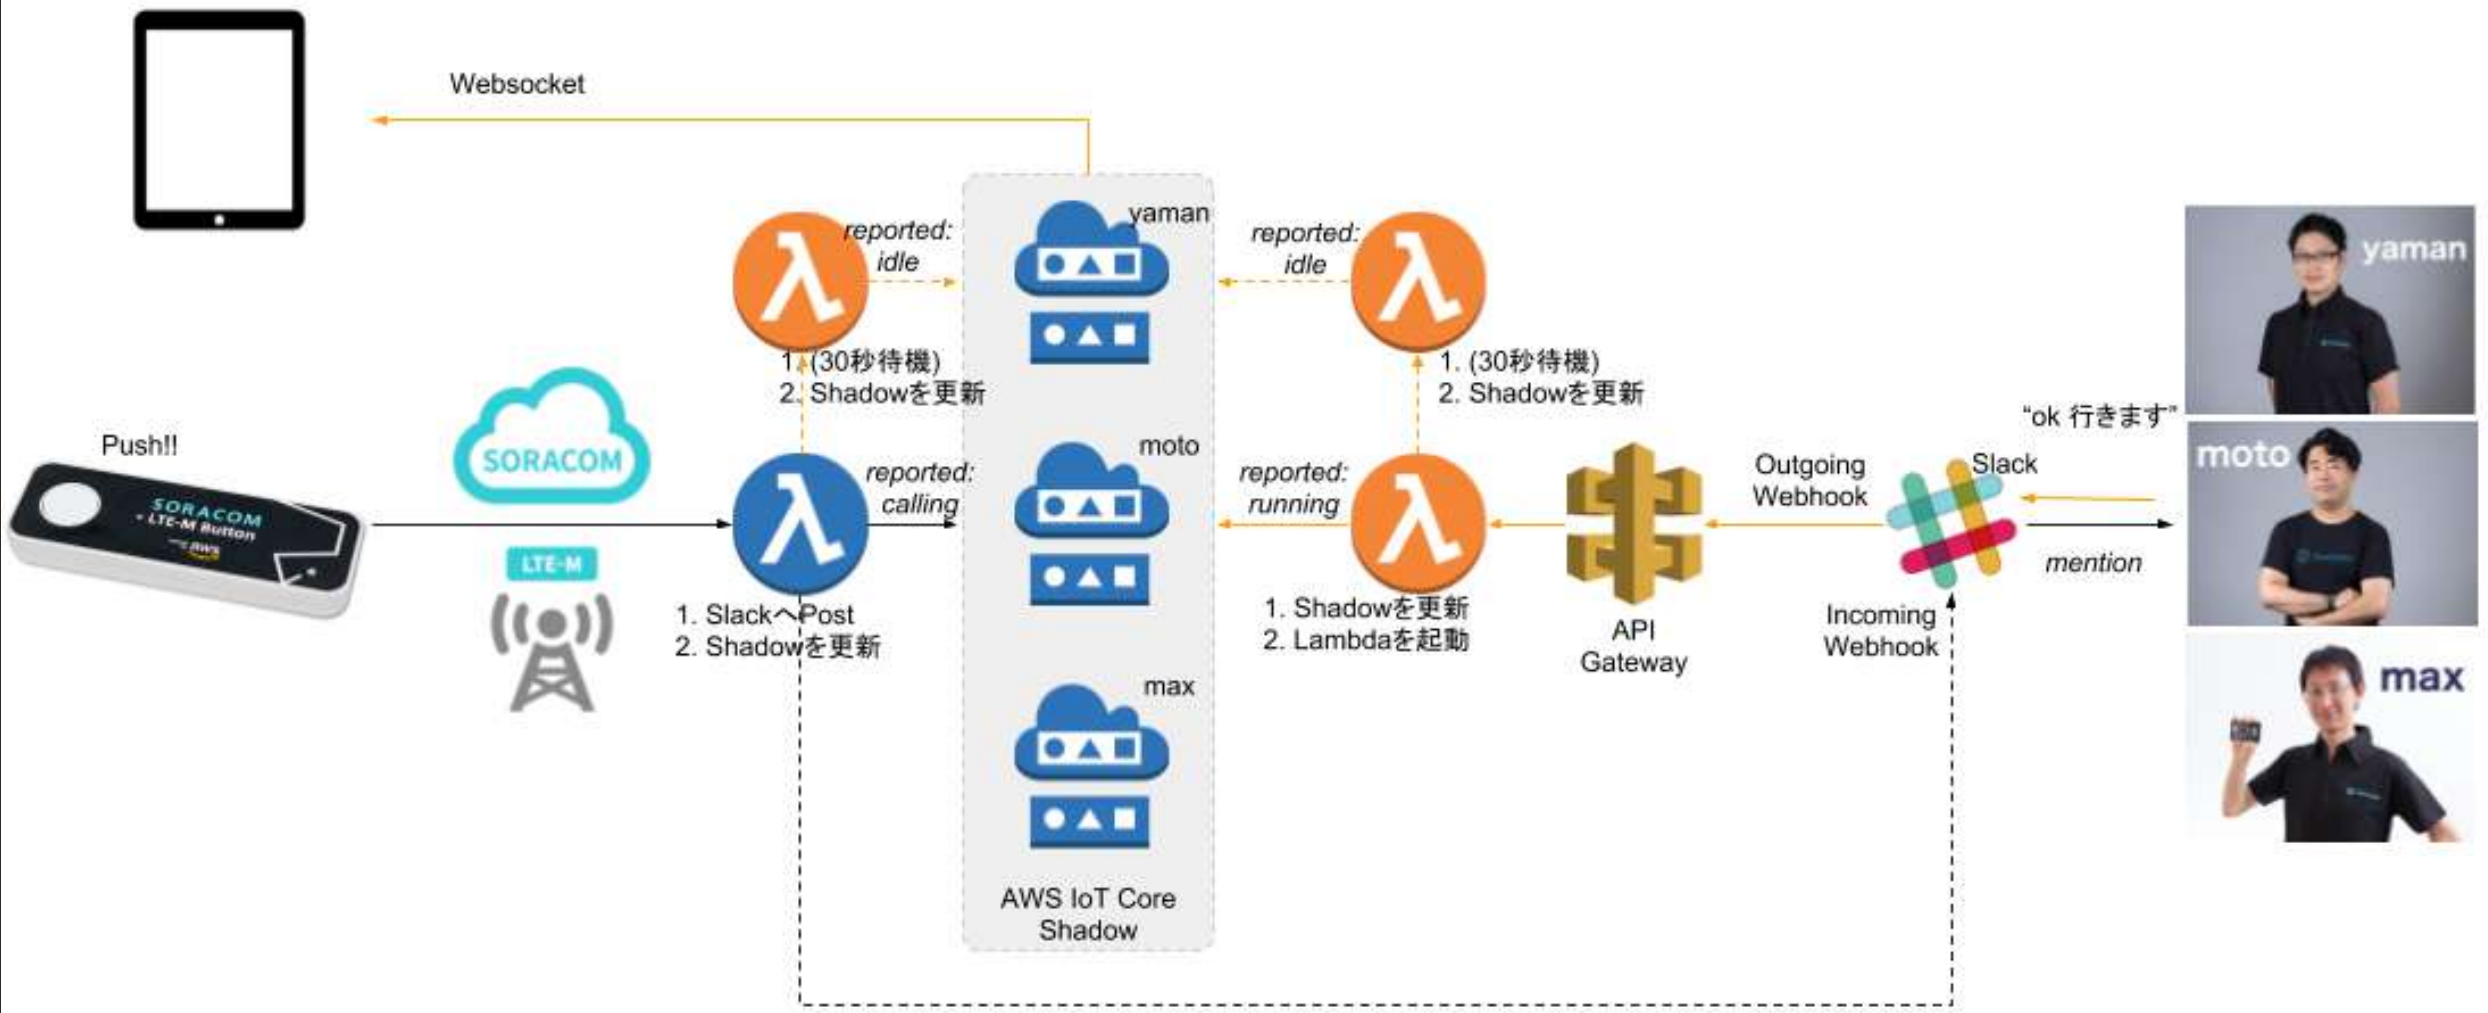 Websocket
yaman
reported:
idle
reported:
idle
yaman
1. (30秒待機)
2. Shadowを更新
1. (30秒待機)
2. Shadowを更新
"ok 行きます"
Push!!
SORACOM
moto
moto
SORACOM
LTE-M Button
aws
reported:
calling
reported:
running
Outgoing
Webhook
Slack
LTE-M
mention
1. SlackへPost
2. Shadowを更新
1. Shadowを更新
2. Lambdaを起動
API
Gateway
Incoming
Webhook
max
max
AWS IoT Core
Shadow